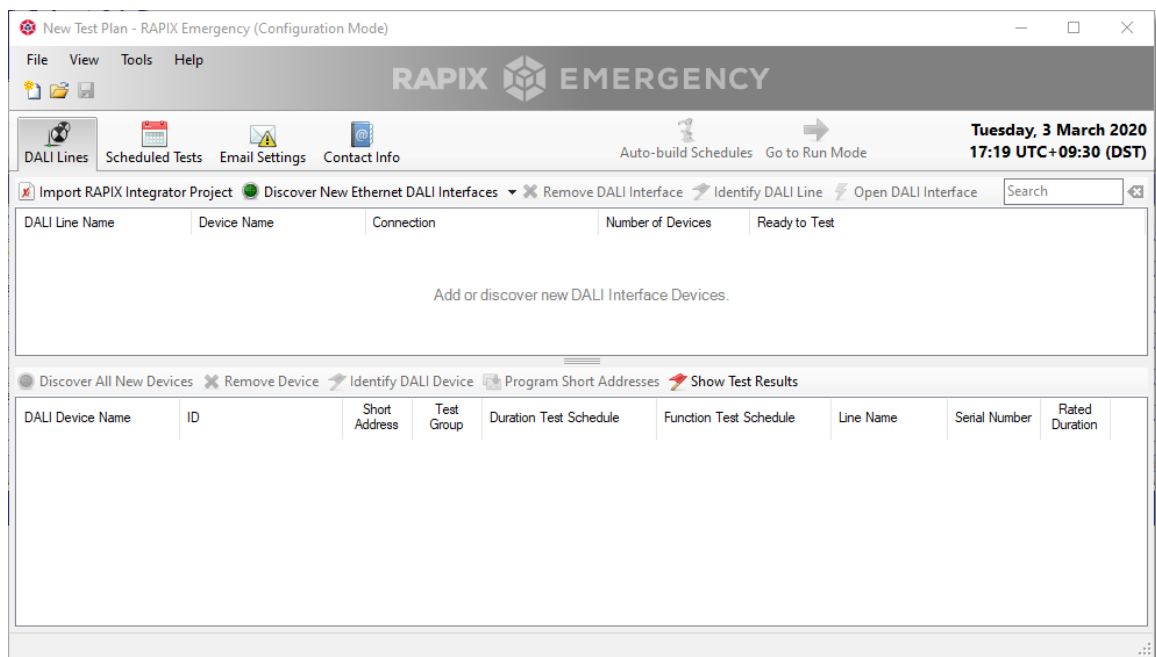 New Test Plan - RAPIX Emergency (Configuration Mode)
File View Tools Help
RAPIX EMERGENCY
DALI Lines Scheduled Tests Email Settings Contact Info Auto-build Schedules Go to Run Mode
Tuesday, 3 March 2020
17:19 UTC+09:30 (DST)
Import RAPIX Integrator Project Discover New Ethernet DALI Interfaces Remove DALI Interface Identify DALI Line Open DALI Interface Search
DALI Line Name Device Name Connection Number of Devices Ready to Test
Add or discover new DALI Interface Devices.
Discover All New Devices Remove Device Identify DALI Device Program Short Addresses Show Test Results
DALI Device Name ID Short Address Test Group Duration Test Schedule Function Test Schedule Line Name Serial Number Rated Duration